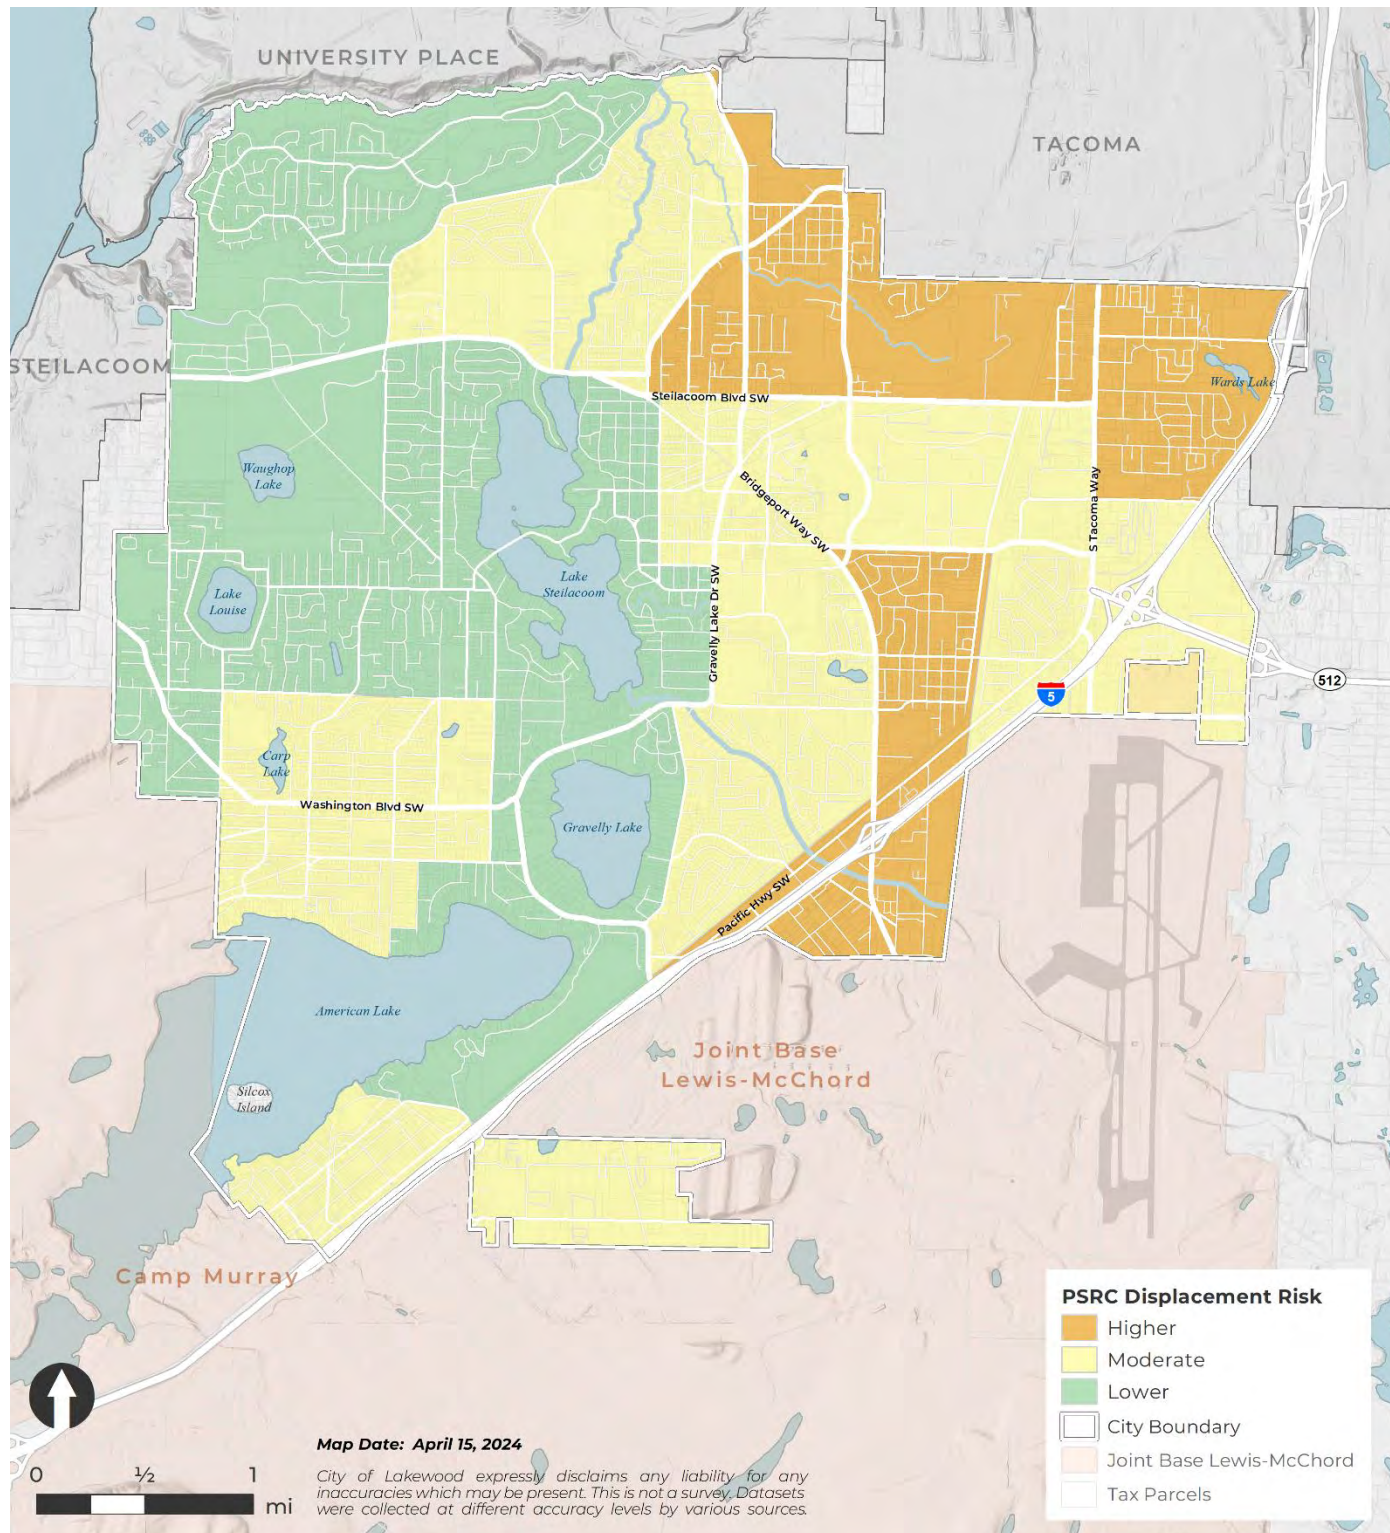 UNIVERSITY PLACE
TACOMA
STEILACOOM
Wards Lake
Steilacoom Blvd SW
Waughop
Lake
Bridgeport Way SW
S Tacoma Way
Lake
Steilacoom
Lake
Louise
Gravelly Lake Dr SW
512
5
Carp
Lake
Washington Blvd SW
Gravelly Lake
Pacific Hwy SW
American Lake
Joint Base
Lewis-McChord
Silcox
Island
Camp Murray
PSRC Displacement Risk
Higher
Moderate
Lower
City Boundary
Joint Base Lewis-McChord
Tax Parcels
Map Date: April 15, 2024
0 ½ 1
mi
City of Lakewood expressly disclaims any liability for any
inaccuracies which may be present. This is not a survey. Datasets
were collected at different accuracy levels by various sources.